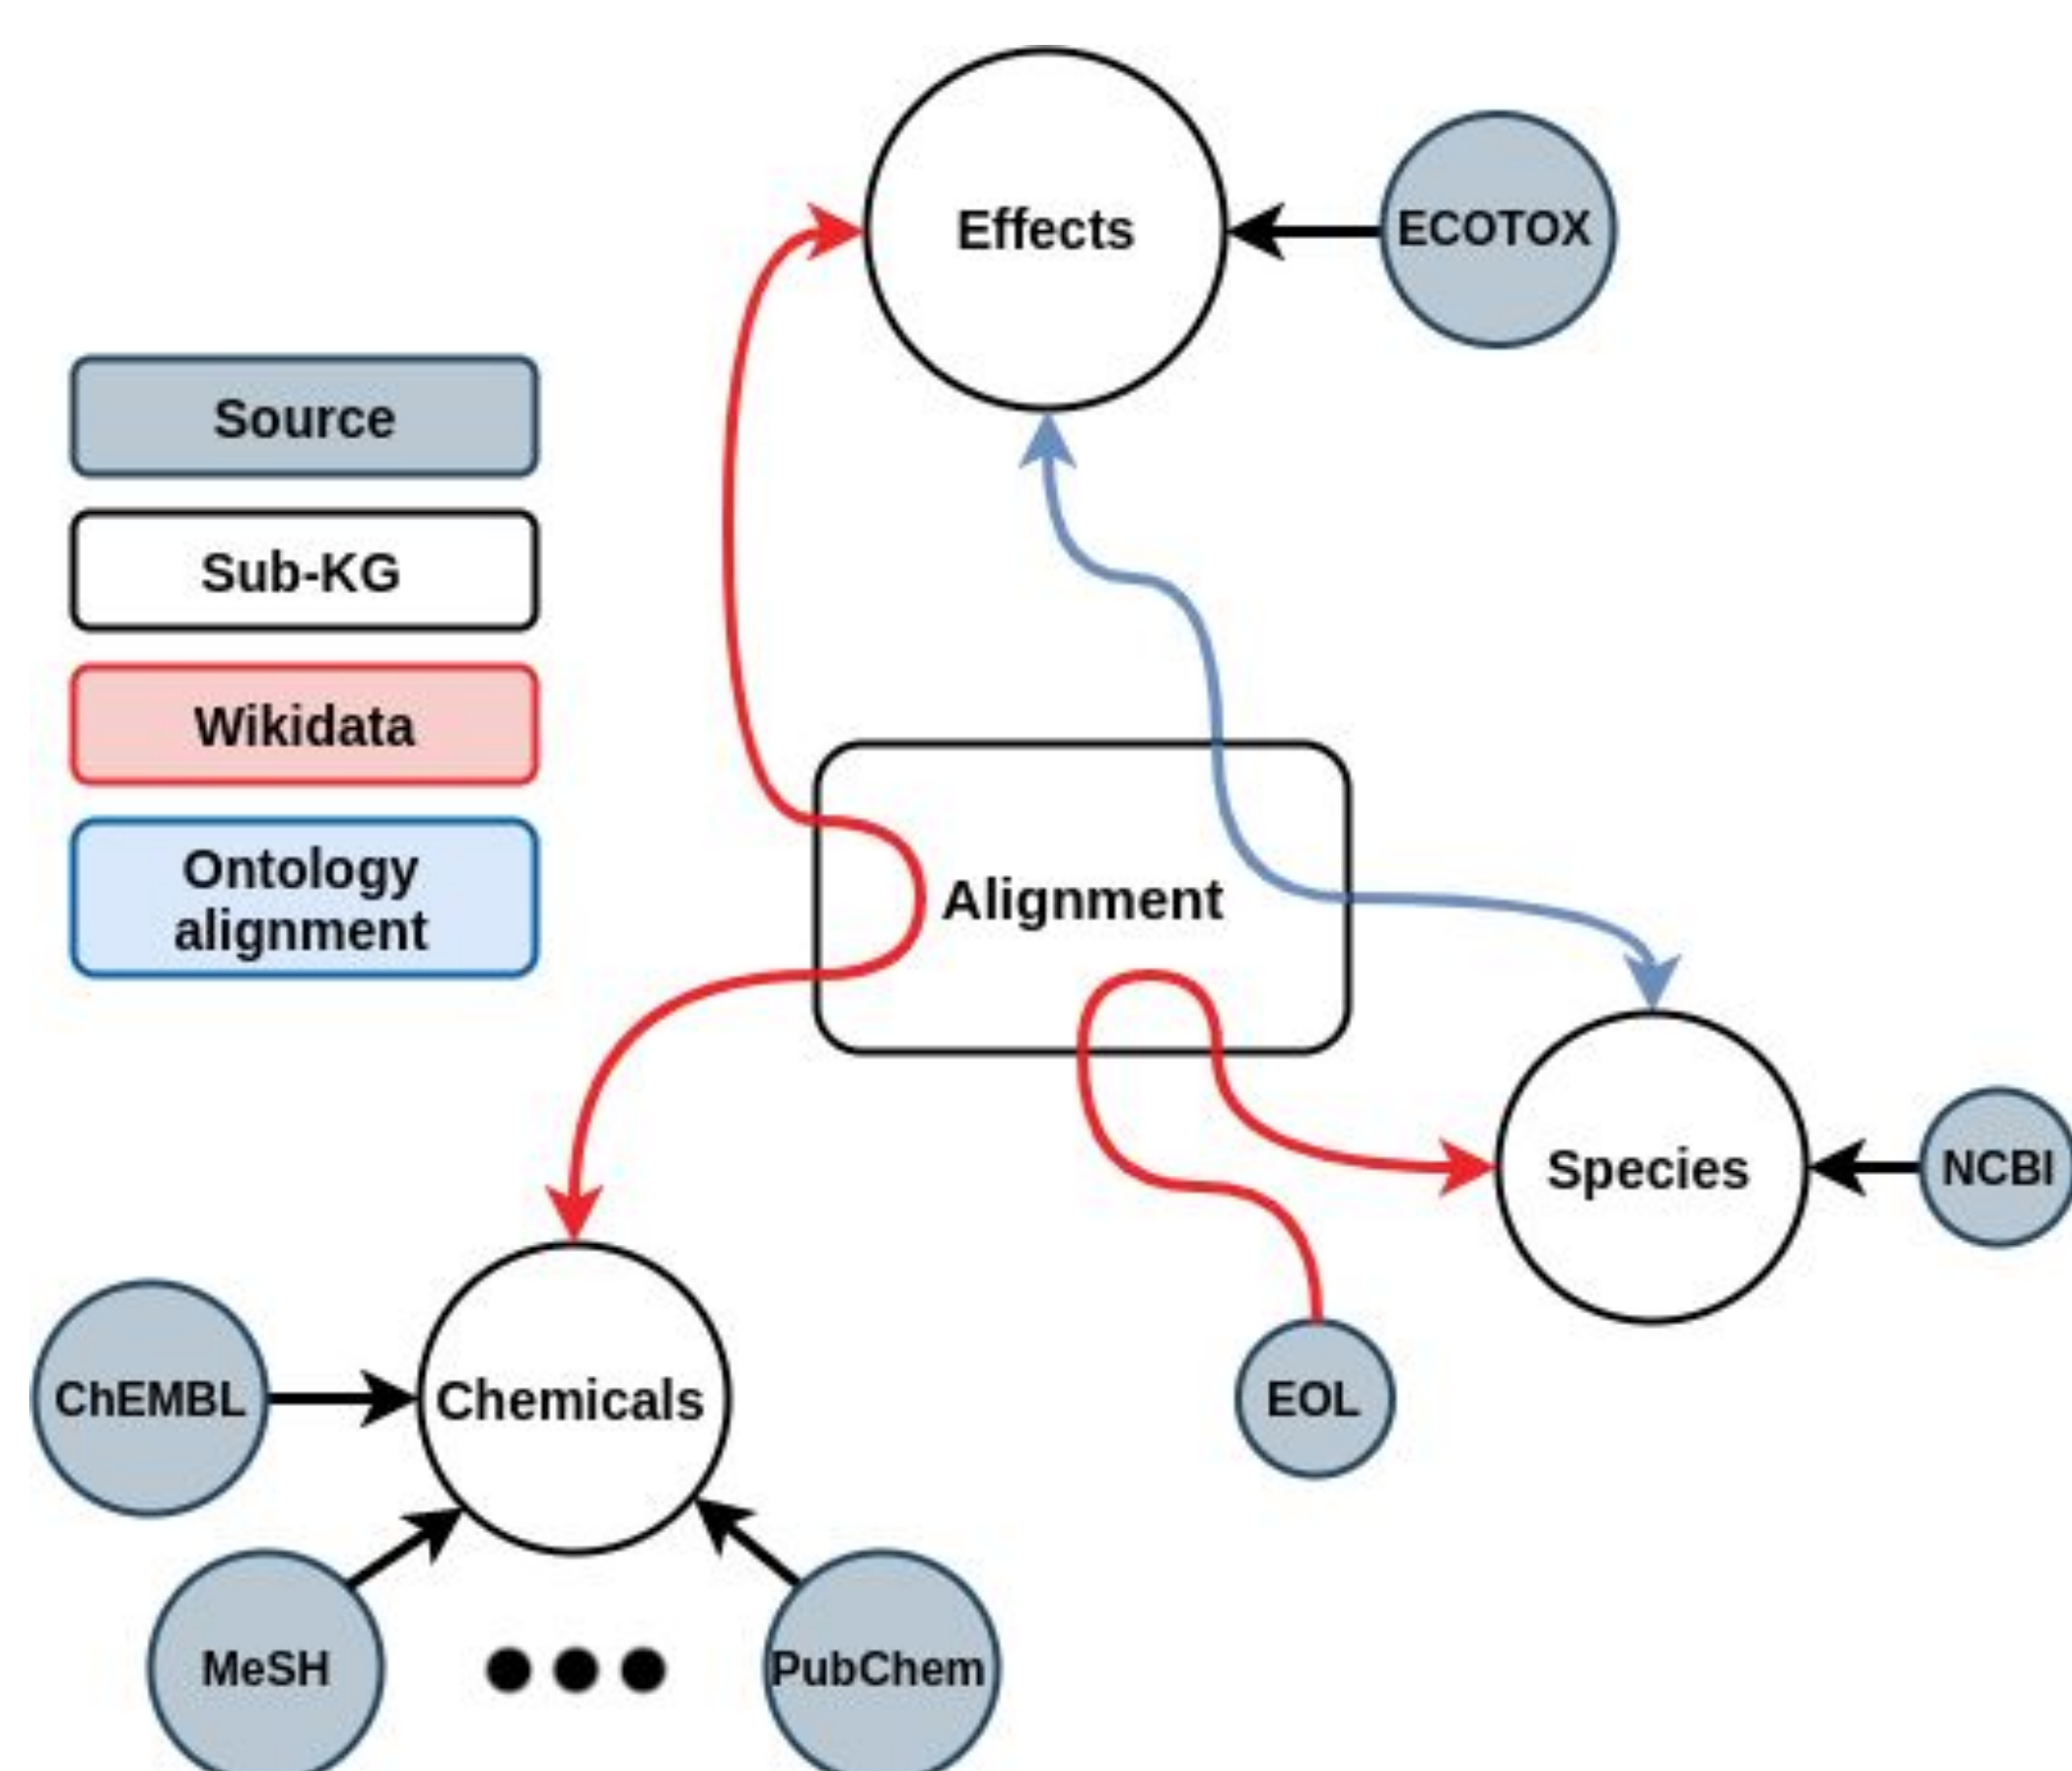 Effects
ECOTOX
Source
Sub-KG
Wikidata
Ontology
alignment
Alignment
Species
NCBI
ChEMBL
Chemicals
EOL
MeSH
PubChem